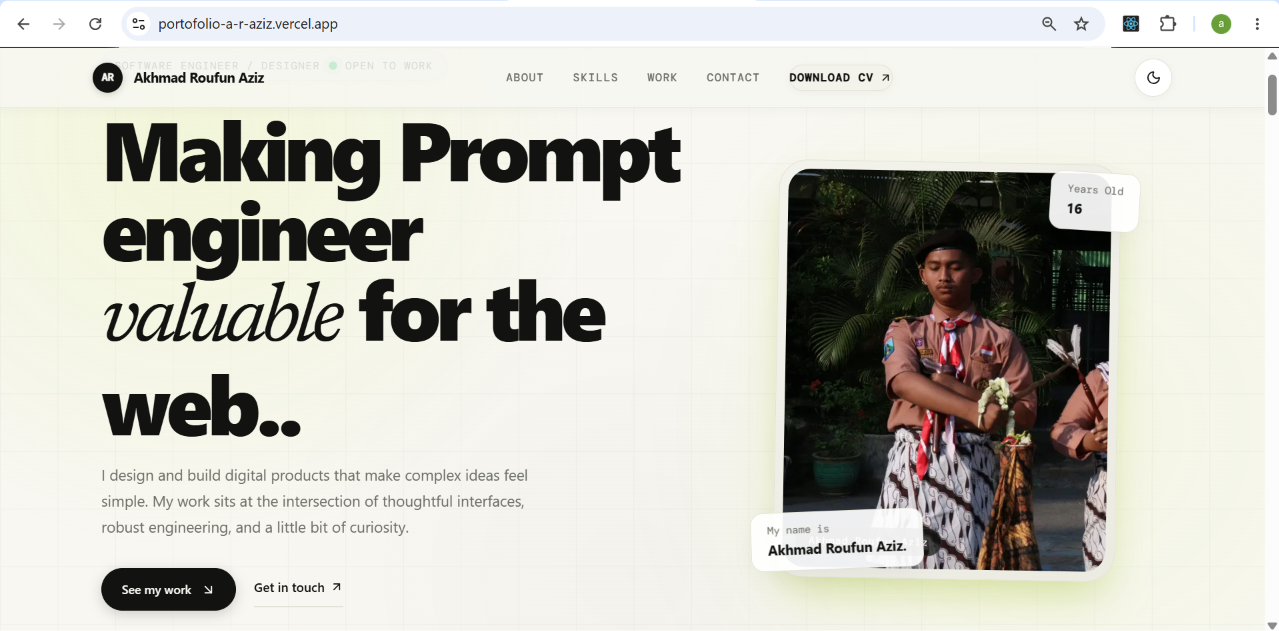 portofolio-a-r-aziz.vercel.app
a
SOFTWARE ENGINEER / DESIGNER OPEN TO WORK
AR Akhmad Roufun Aziz
ABOUT SKILLS WORK CONTACT DOWNLOAD CV ↗
Making Prompt
engineer
valuable for the
web..
I design and build digital products that make complex ideas feel
simple. My work sits at the intersection of thoughtful interfaces,
robust engineering, and a little bit of curiosity.
See my work ↘ Get in touch ↗
Years Old
16
My name is
Akhmad Roufun Aziz.